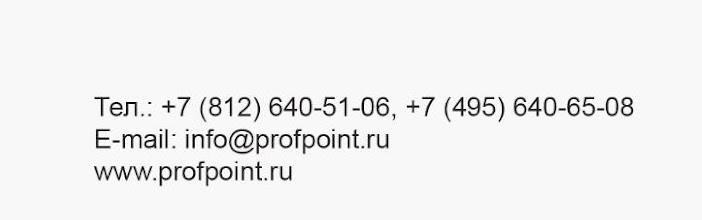 Тел.: +7 (812) 640-51-06, +7 (495) 640-65-08
E-mail: info@profpoint.ru
www.profpoint.ru